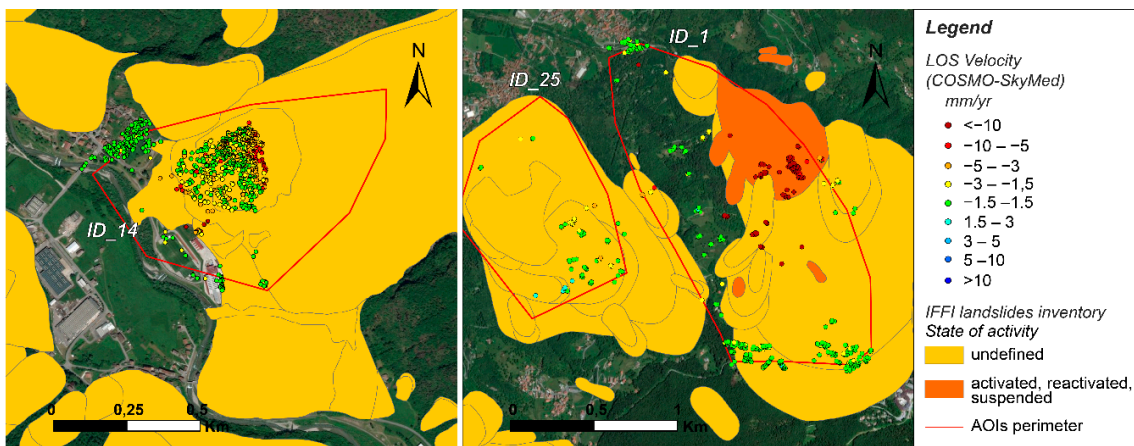 N
ID_14
0 0,25 0,5
Km
N
ID_1
ID_25
0 0,5 1
Km
Legend
LOS Velocity
(COSMO-SkyMed)
mm/yr
<−10
−10 – −5
−5 – −3
−3 – −1,5
−1.5 – −1.5
1.5 – 3
3 – 5
5 –10
>10
IFFI landslides inventory
State of activity
undefined
activated, reactivated,
suspended
AOIs perimeter